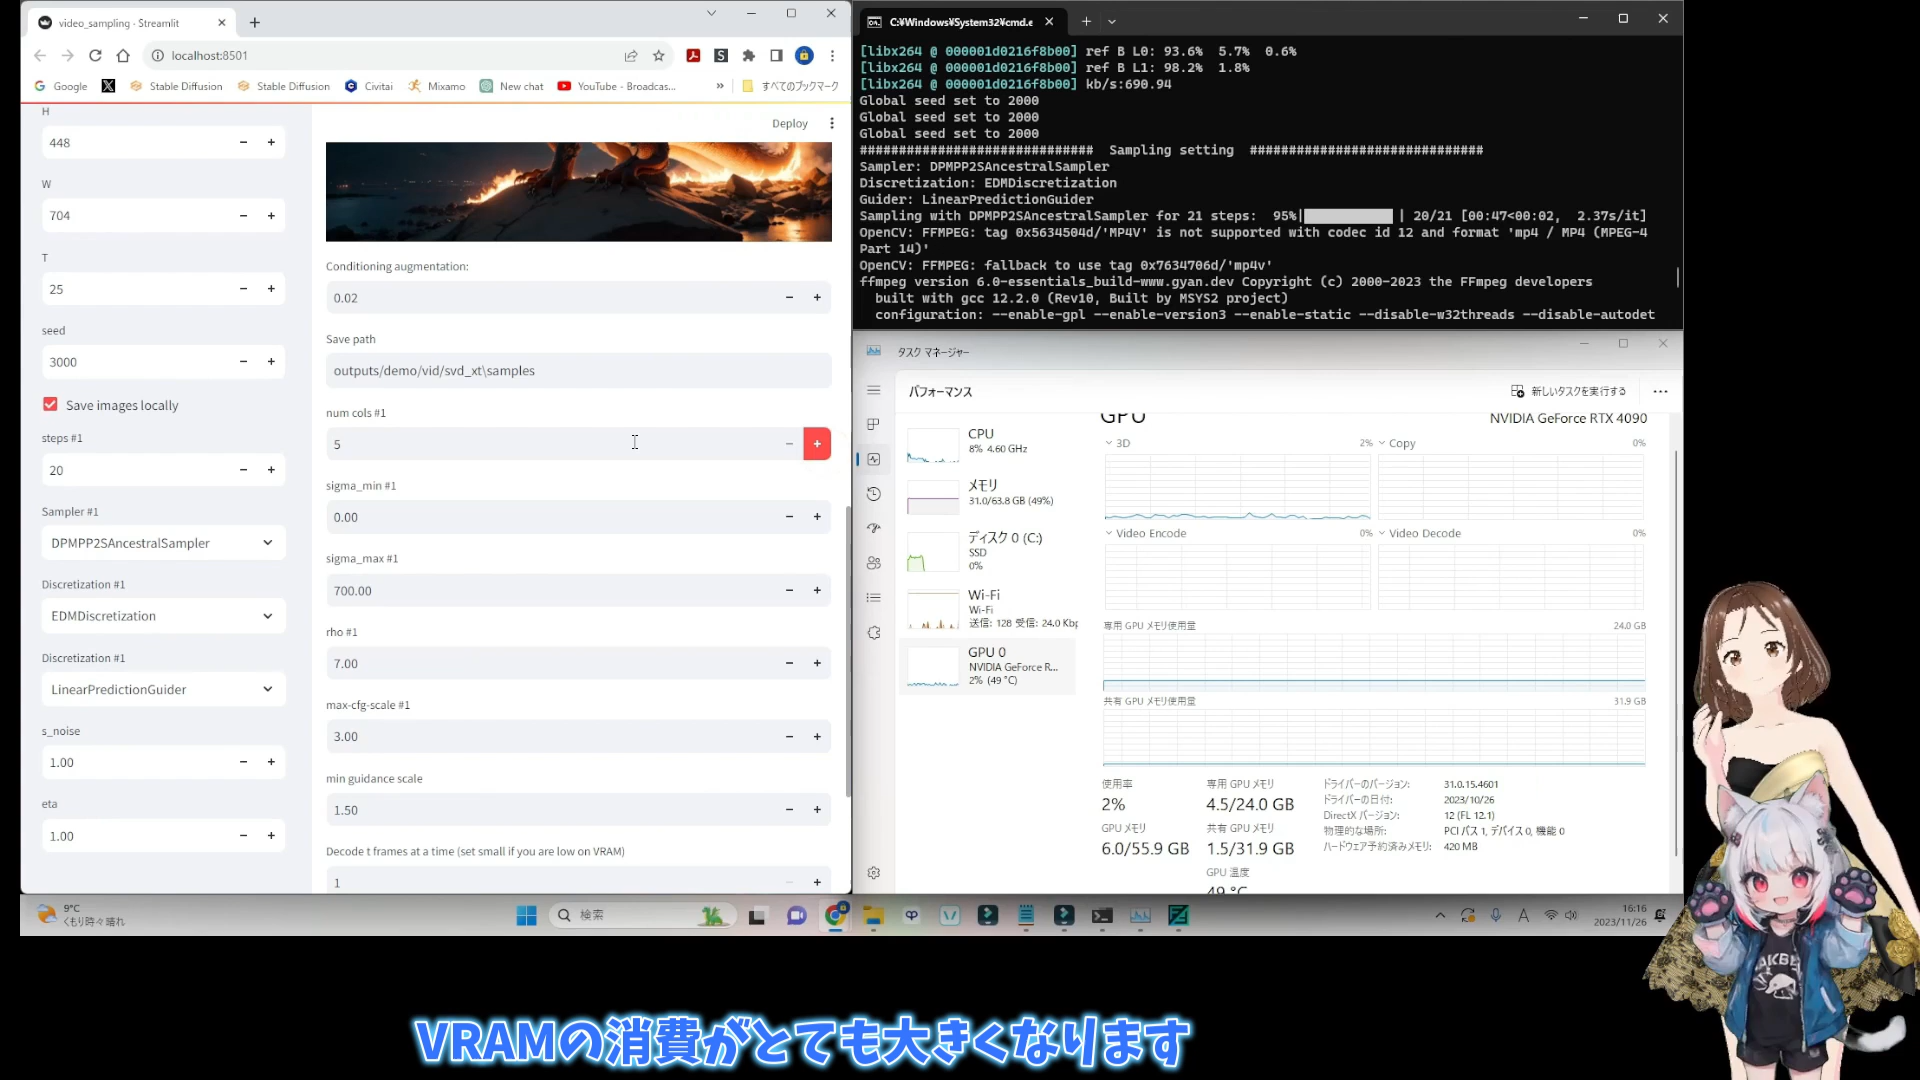 video_sampling · Streamlit
localhost:8501
Google
Stable Diffusion
Stable Diffusion
Civitai
Mixamo
New chat
YouTube - Broadcas...
»
すべてのブックマーク
H
448
W
704
T
25
seed
3000
Save images locally
steps #1
20
Sampler #1
DPMPP2SAncestralSampler
Discretization #1
EDMDiscretization
Discretization #1
LinearPredictionGuider
s_noise
1.00
eta
1.00
Deploy
Conditioning augmentation:
0.02
Save path
outputs/demo/vid/svd_xt\samples
num cols #1
5
sigma_min #1
0.00
sigma_max #1
700.00
rho #1
7.00
max-cfg-scale #1
3.00
min guidance scale
1.50
Decode t frames at a time (set small if you are low on VRAM)
1
C:¥Windows¥System32¥cmd.e
[libx264 @ 000001d0216f8b00] ref B L0: 93.6%  5.7%  0.6%
[libx264 @ 000001d0216f8b00] ref B L1: 98.2%  1.8%
[libx264 @ 000001d0216f8b00] kb/s:690.94
Global seed set to 2000
Global seed set to 2000
Global seed set to 2000
##############################  Sampling setting  ##############################
Sampler: DPMPP2SAncestralSampler
Discretization: EDMDiscretization
Guider: LinearPredictionGuider
Sampling with DPMPP2SAncestralSampler for 21 steps:  95%| | 20/21 [00:47<00:02,  2.37s/it]
OpenCV: FFMPEG: tag 0x5634504d/'MP4V' is not supported with codec id 12 and format 'mp4 / MP4 (MPEG-4
Part 14)'
OpenCV: FFMPEG: fallback to use tag 0x7634706d/'mp4v'
ffmpeg version 6.0-essentials_build-www.gyan.dev Copyright (c) 2000-2023 the FFmpeg developers
  built with gcc 12.2.0 (Rev10, Built by MSYS2 project)
  configuration: --enable-gpl --enable-version3 --enable-static --disable-w32threads --disable-autodet
タスク マネージャー
パフォーマンス
新しいタスクを実行する
CPU
8% 4.60 GHz
メモリ
31.0/63.8 GB (49%)
ディスク 0 (C:)
SSD
0%
Wi-Fi
Wi-Fi
送信: 128 受信: 24.0 Kbp
GPU 0
NVIDIA GeForce R...
2% (49 °C)
GPU
NVIDIA GeForce RTX 4090
3D
2%
Copy
0%
Video Encode
0%
Video Decode
0%
専用 GPU メモリ使用量
24.0 GB
共有 GPU メモリ使用量
31.9 GB
使用率
2%
専用 GPU メモリ
4.5/24.0 GB
GPU メモリ
6.0/55.9 GB
共有 GPU メモリ
1.5/31.9 GB
GPU 温度
49 °C
ドライバーのバージョン: 31.0.15.4601
ドライバーの日付: 2023/10/26
DirectX バージョン: 12 (FL 12.1)
物理的な場所: PCI バス 1, デバイス 0, 機能 0
ハードウェア予約済みメモリ: 420 MB
9°C
くもり時々晴れ
検索
A
16:16
2023/11/26
VRAMの消費がとても大きくなります